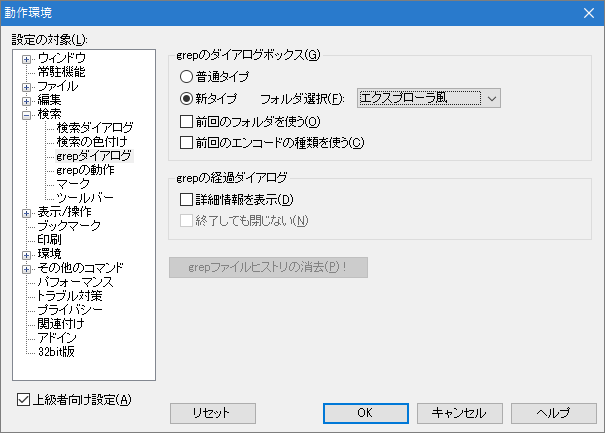 動作環境
設定の対象(L):
ウィンドウ
常駐機能
ファイル
編集
検索
検索ダイアログ
検索の色付け
grepダイアログ
grepの動作
マーク
ツールバー
表示/操作
ブックマーク
印刷
環境
その他のコマンド
パフォーマンス
トラブル対策
プライバシー
関連付け
アドイン
32bit版
上級者向け設定(A)
grepのダイアログボックス(G)
普通タイプ
新タイプ フォルダ選択(F): エクスプローラ風
前回のフォルダを使う(O)
前回のエンコードの種類を使う(C)
grepの経過ダイアログ
詳細情報を表示(D)
終了しても閉じない(N)
grepファイルヒストリの消去(P)!
リセット OK キャンセル ヘルプ